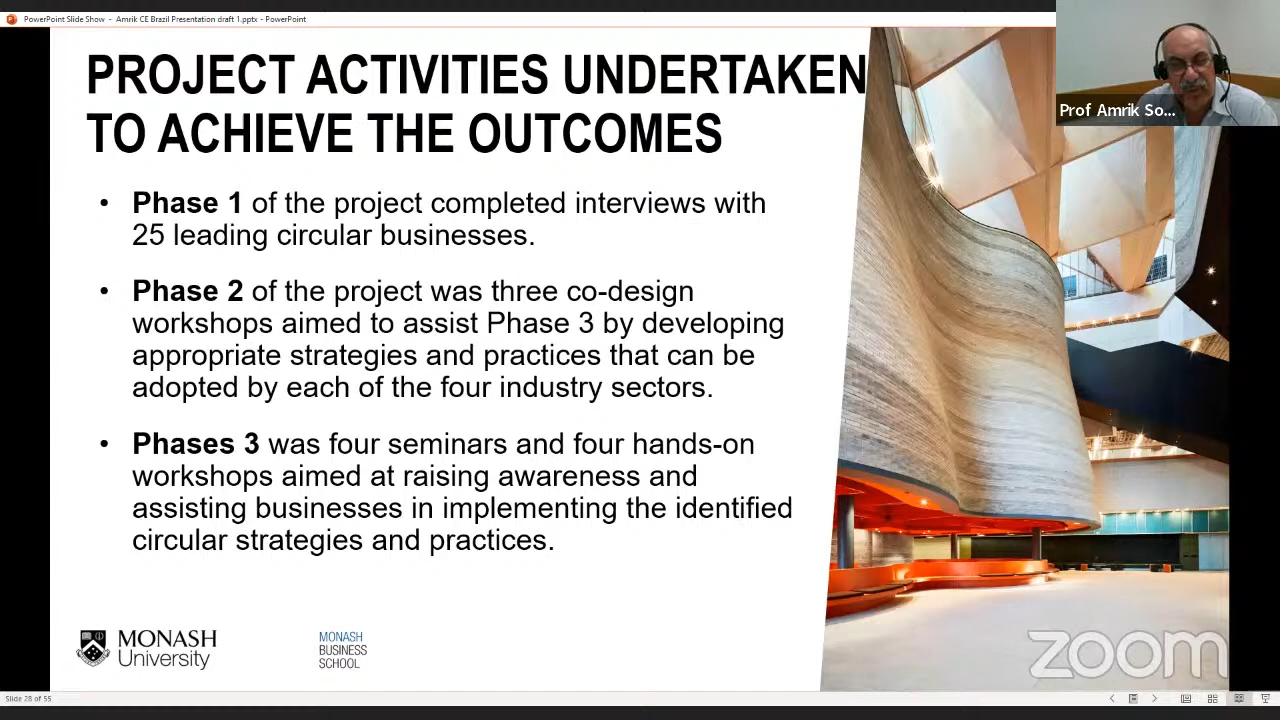 PowerPoint Slide Show - Amrik CE Brazil Presentation draft 1.pptx - PowerPoint
Prof Amrik So...
PROJECT ACTIVITIES UNDERTAKEN
TO ACHIEVE THE OUTCOMES
• Phase 1 of the project completed interviews with
25 leading circular businesses.
• Phase 2 of the project was three co-design
workshops aimed to assist Phase 3 by developing
appropriate strategies and practices that can be
adopted by each of the four industry sectors.
• Phases 3 was four seminars and four hands-on
workshops aimed at raising awareness and
assisting businesses in implementing the identified
circular strategies and practices.
MONASH
University
MONASH
BUSINESS
SCHOOL
zoom
Slide 28 of 55